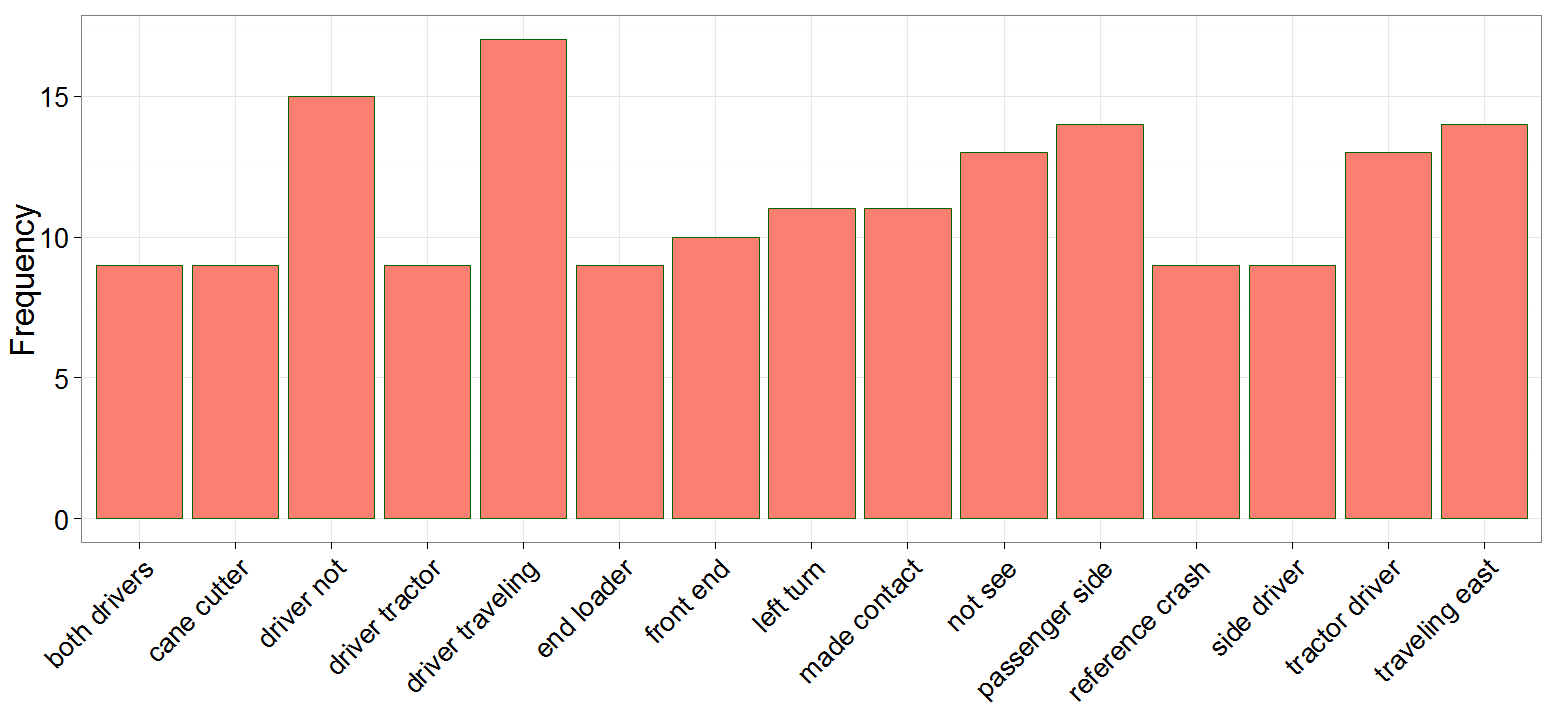 Frequency
15
10
5
0
both drivers
cane cutter
driver not
driver tractor
driver traveling
end loader
front end
left turn
made contact
not see
passenger side
reference crash
side driver
tractor driver
traveling east